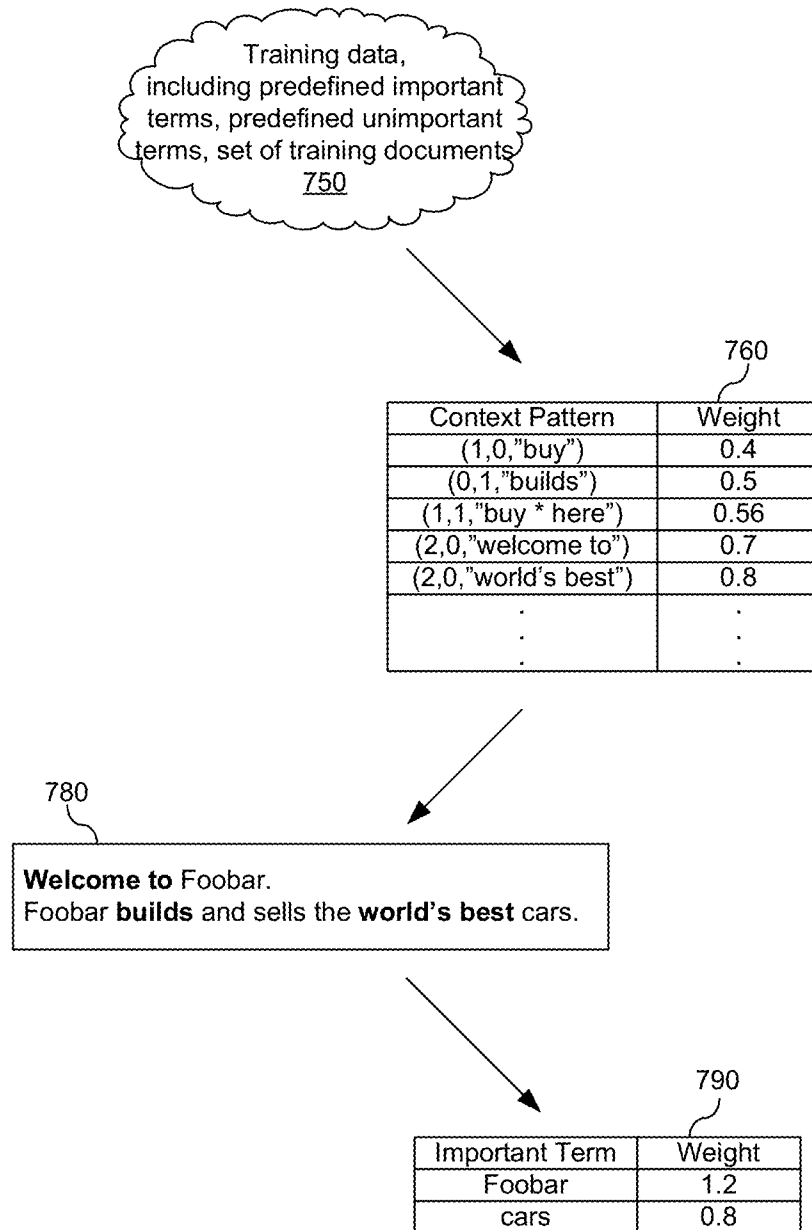 Training data,
including predefined important
terms, predefined unimportant
terms, set of training documents
750
760
Context Pattern Weight
(1,0,”buy”) 0.4
(0,1,”builds”) 0.5
(1,1,”buy * here”) 0.56
(2,0,”welcome to”) 0.7
(2,0,”world's best”) 0.8
. .
. .
. .
780
Welcome to Foobar.
Foobar builds and sells the world’s best cars.
790
Important Term Weight
Foobar 1.2
cars 0.8